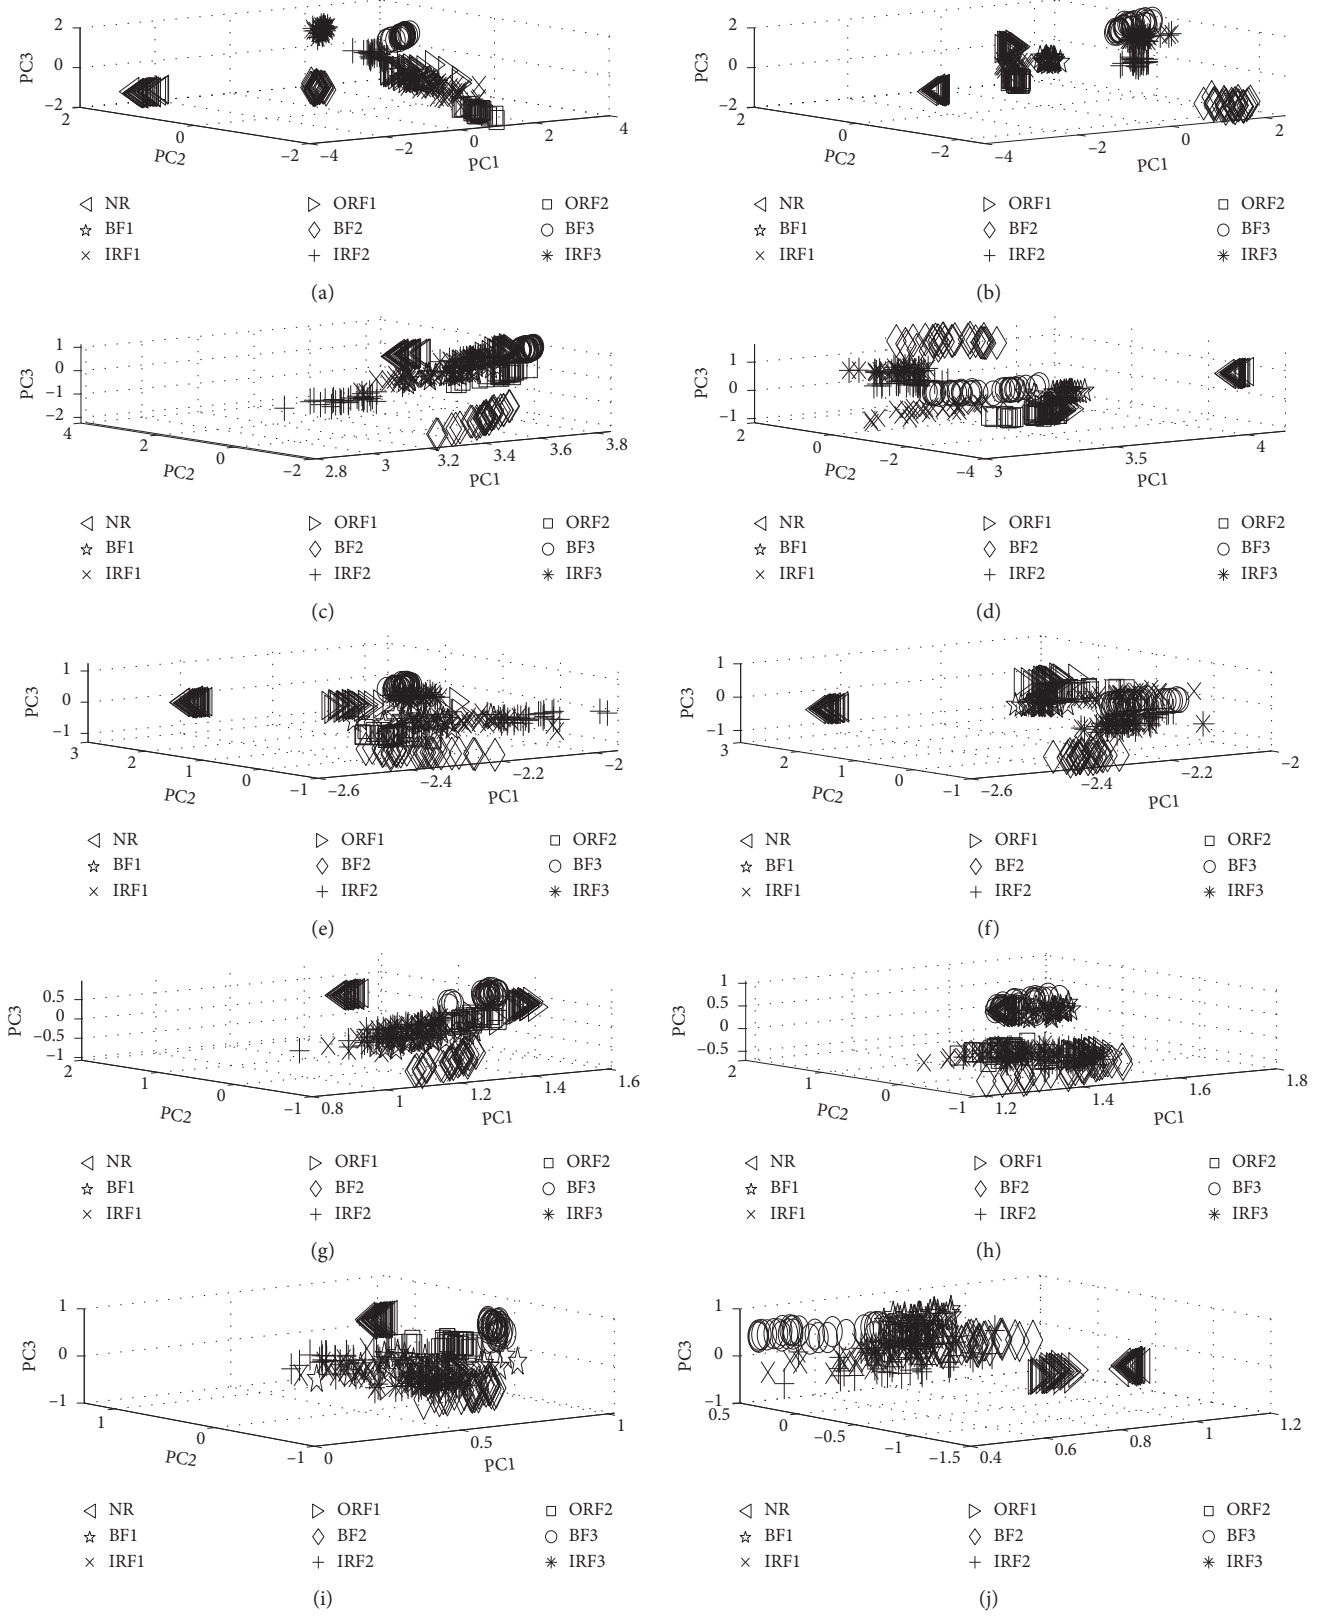 2
0
−2
PC3
2
0
−2
PC2
−4
−2
0
2
4
PC1
NR ORF1 ORF2
BF1 BF2 BF3
IRF1 IRF2 IRF3
(a)
2
0
−2
PC3
2
0
−2
PC2
−4
−2
0
2
PC1
NR ORF1 ORF2
BF1 BF2 BF3
IRF1 IRF2 IRF3
(b)
1
0
−1
−2
PC3
4
2
0
−2
PC2
2.8
3
3.2
3.4
3.6
3.8
PC1
NR ORF1 ORF2
BF1 BF2 BF3
IRF1 IRF2 IRF3
(c)
1
0
−1
PC3
2
0
−2
−4
PC2
3
3.5
4
PC1
NR ORF1 ORF2
BF1 BF2 BF3
IRF1 IRF2 IRF3
(d)
1
0
−1
PC3
3
2
1
0
−1
PC2
−2.6
−2.4
−2.2
−2
PC1
NR ORF1 ORF2
BF1 BF2 BF3
IRF1 IRF2 IRF3
(e)
1
0
−1
PC3
3
2
1
0
−1
PC2
−2.6
−2.4
−2.2
−2
PC1
NR ORF1 ORF2
BF1 BF2 BF3
IRF1 IRF2 IRF3
(f)
0.5
0
−0.5
−1
PC3
2
1
0
−1
PC2
0.8
1
1.2
1.4
1.6
PC1
NR ORF1 ORF2
BF1 BF2 BF3
IRF1 IRF2 IRF3
(g)
1
0.5
0
−0.5
PC3
2
1
0
−1
PC2
1.2
1.4
1.6
1.8
PC1
NR ORF1 ORF2
BF1 BF2 BF3
IRF1 IRF2 IRF3
(h)
1
0
−1
PC3
1
0
−1
PC2
0
0.5
1
PC1
NR ORF1 ORF2
BF1 BF2 BF3
IRF1 IRF2 IRF3
(i)
1
0
−1
PC3
0.5
0
−0.5
−1
−1.5
PC2
0.4
0.6
0.8
1
1.2
PC1
NR ORF1 ORF2
BF1 BF2 BF3
IRF1 IRF2 IRF3
(j)